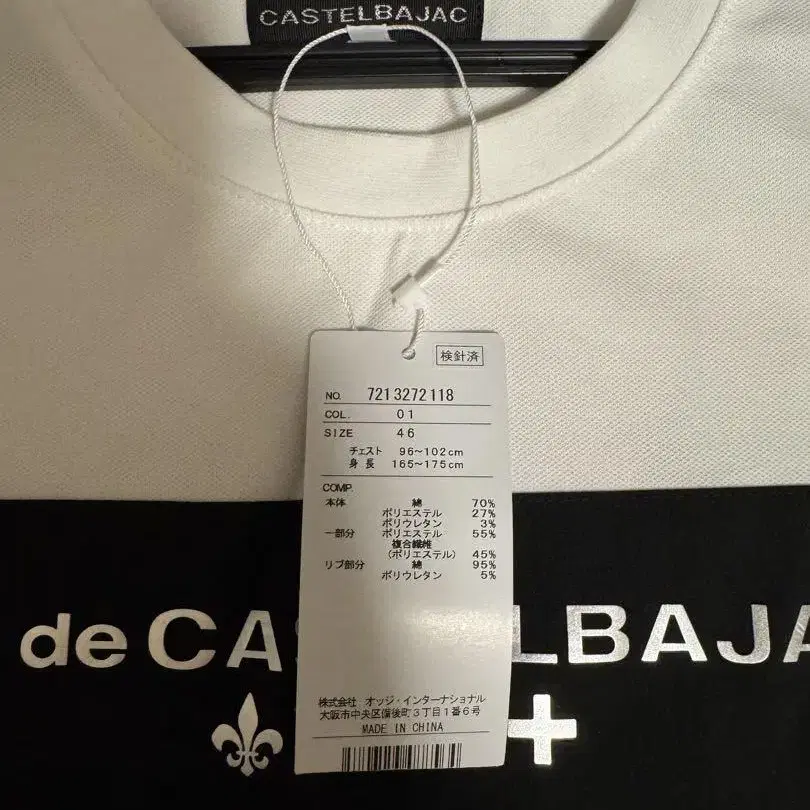 CASTELBAJAC
検針済
NO. 7213272118
COL. 01
SIZE 46
チェスト 96~102cm
身長 165~175cm
COMP.
本体 綿 70%
ポリエステル 27%
ポリウレタン 3%
一部分 ポリエステル 55%
複合繊維
(ポリエステル) 45%
リブ部分 綿 95%
ポリウレタン 5%
de CAS LBAJA
株式会社 オッジ・インターナショナル
大阪市中央区備後町3丁目1番6号
MADE IN CHINA